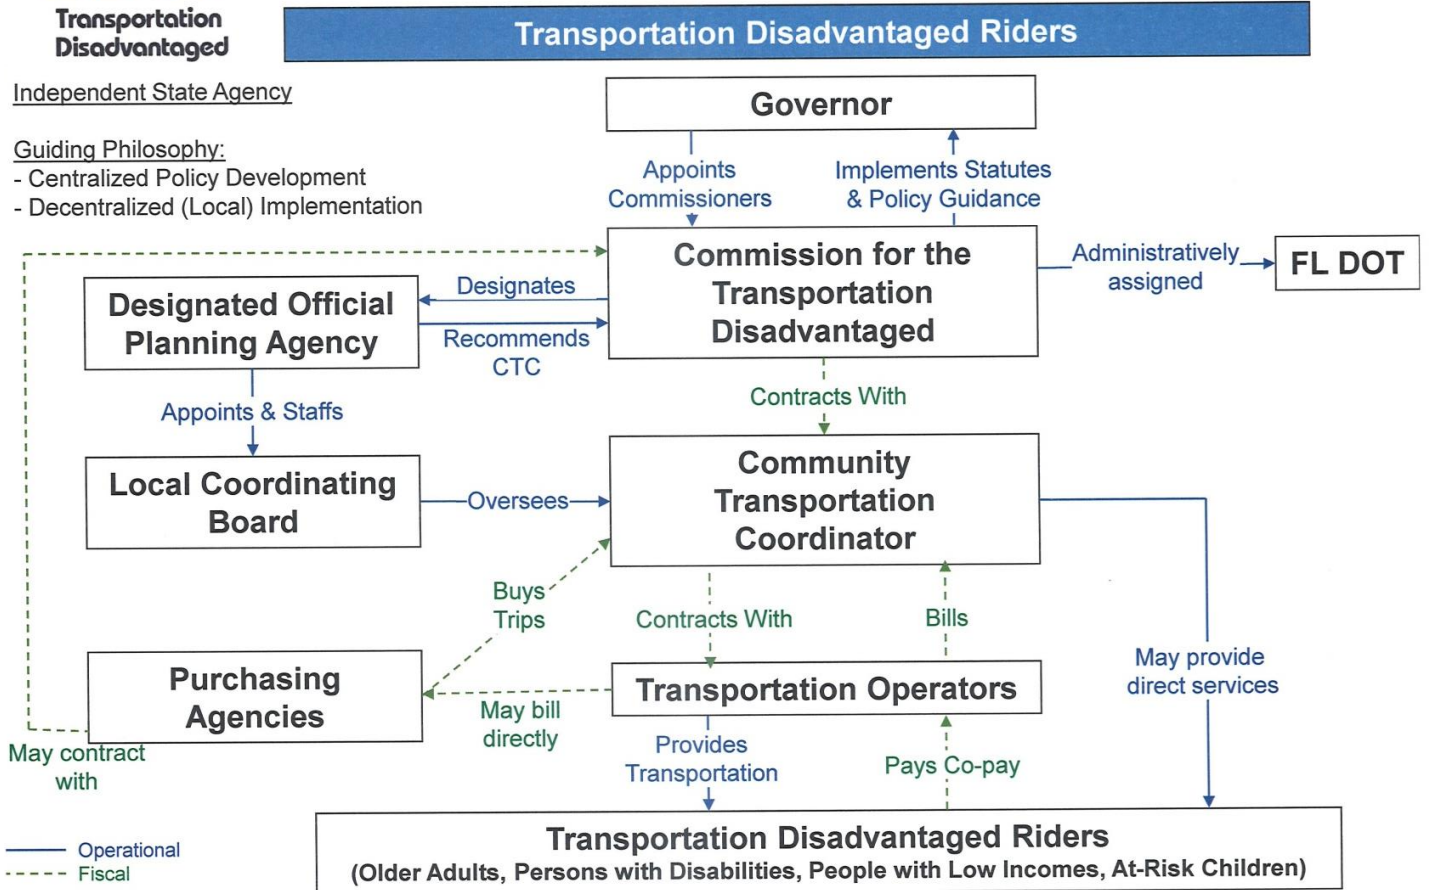 Transportation
Disadvantaged
Transportation Disadvantaged Riders
Independent State Agency
Guiding Philosophy:
- Centralized Policy Development
- Decentralized (Local) Implementation
Governor
Appoints
Commissioners
Implements Statutes
& Policy Guidance
Commission for the
Transportation
Disadvantaged
Administratively
assigned
FL DOT
Designated Official
Planning Agency
Designates
Recommends
CTC
Contracts With
Appoints & Staffs
Local Coordinating
Board
Oversees
Community
Transportation
Coordinator
Buys
Trips
Contracts With
Bills
May provide
direct services
Purchasing
Agencies
May bill
directly
Transportation Operators
May contract
with
Provides
Transportation
Pays Co-pay
Transportation Disadvantaged Riders
(Older Adults, Persons with Disabilities, People with Low Incomes, At-Risk Children)
Operational
Fiscal